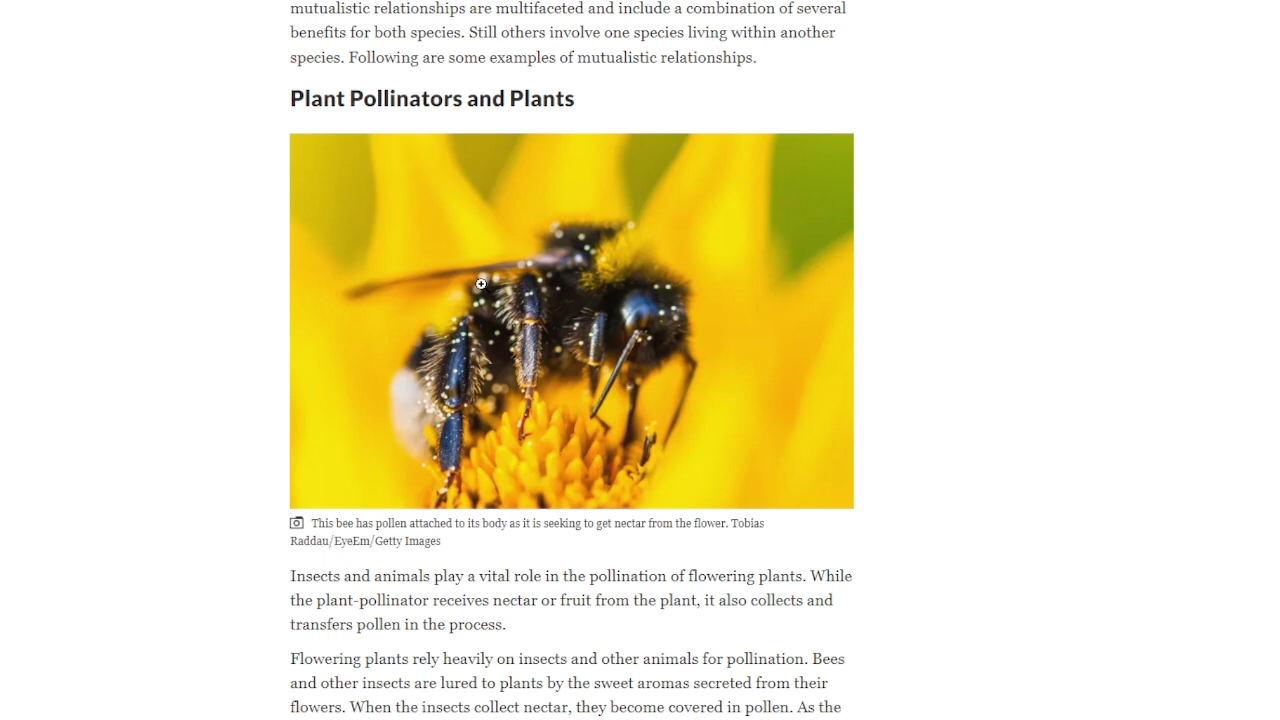 mutualistic relationships are multifaceted and include a combination of several
benefits for both species. Still others involve one species living within another
species. Following are some examples of mutualistic relationships.
Plant Pollinators and Plants
This bee has pollen attached to its body as it is seeking to get nectar from the flower. Tobias
Raddau/EyeEm/Getty Images
Insects and animals play a vital role in the pollination of flowering plants. While
the plant-pollinator receives nectar or fruit from the plant, it also collects and
transfers pollen in the process.
Flowering plants rely heavily on insects and other animals for pollination. Bees
and other insects are lured to plants by the sweet aromas secreted from their
flowers. When the insects collect nectar, they become covered in pollen. As the